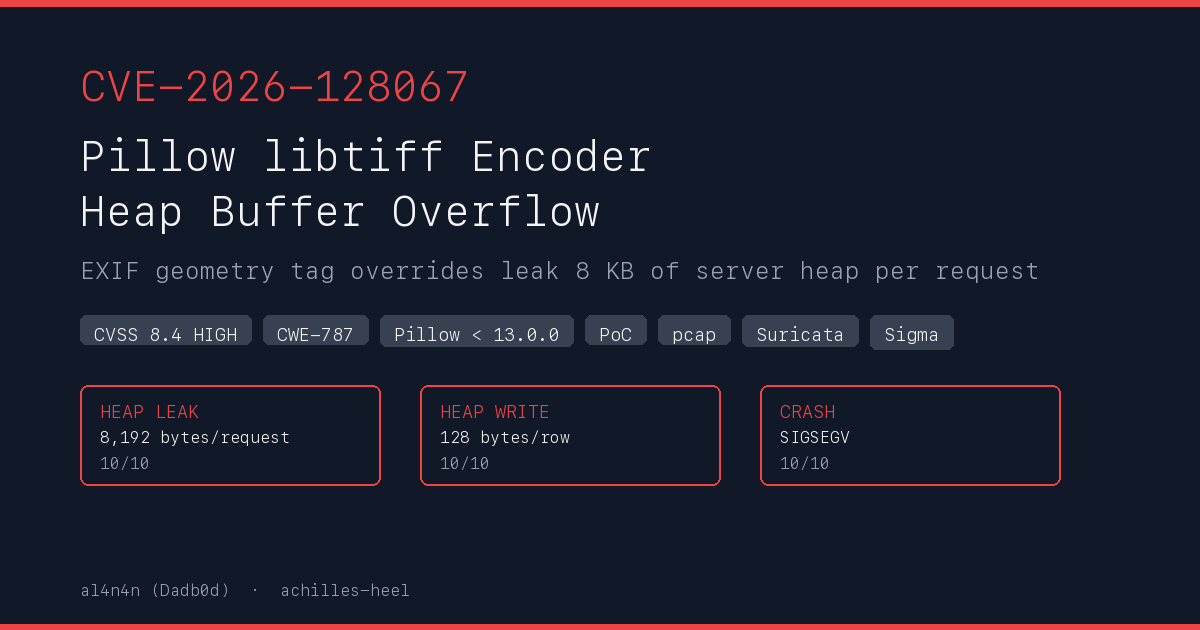 CVE-2026-128067
Pillow libtiff Encoder
Heap Buffer Overflow
EXIF geometry tag overrides leak 8 KB of server heap per request
CVSS 8.4 HIGH CWE-787 Pillow < 13.0.0 PoC pcap Suricata Sigma
HEAP LEAK
8,192 bytes/request
10/10
HEAP WRITE
128 bytes/row
10/10
CRASH
SIGSEGV
10/10
al4n4n (Dadb0d) · achilles-heel